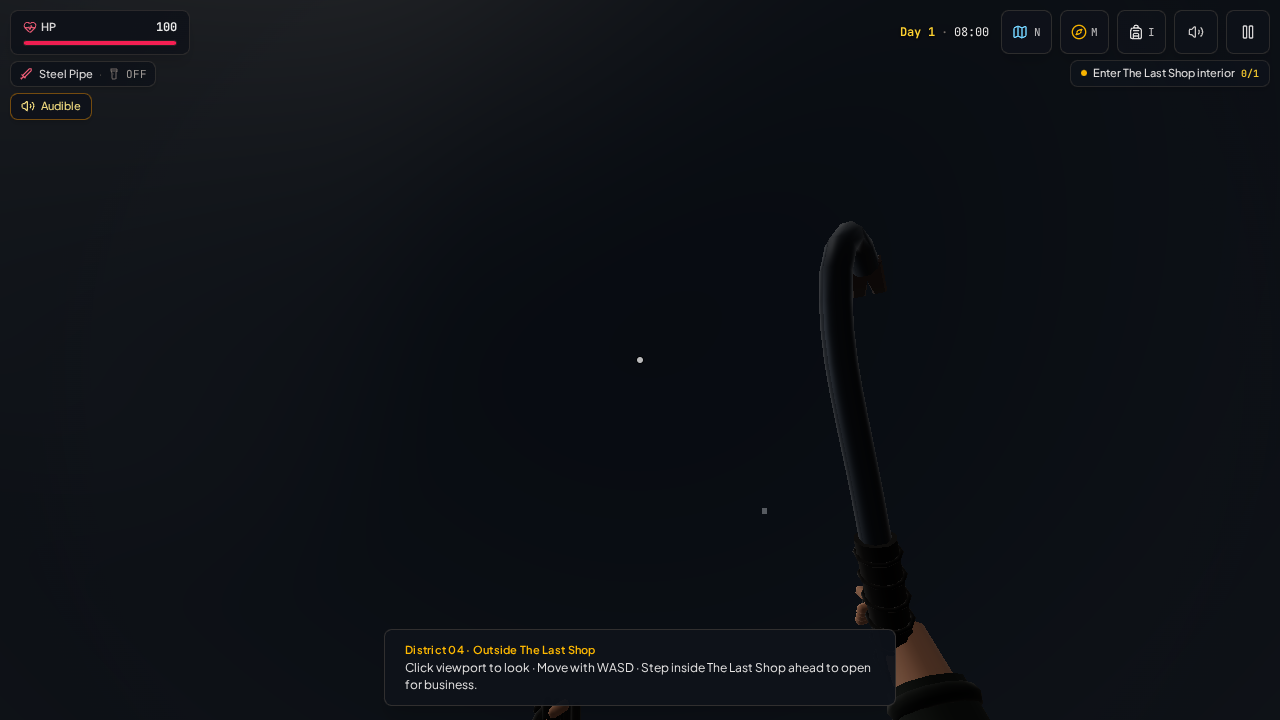 HP 100
Day 1 · 08:00
N
M
I
Steel Pipe · OFF
Enter The Last Shop interior 0/1
Audible
District 04 · Outside The Last Shop
Click viewport to look · Move with WASD · Step inside The Last Shop ahead to open
for business.